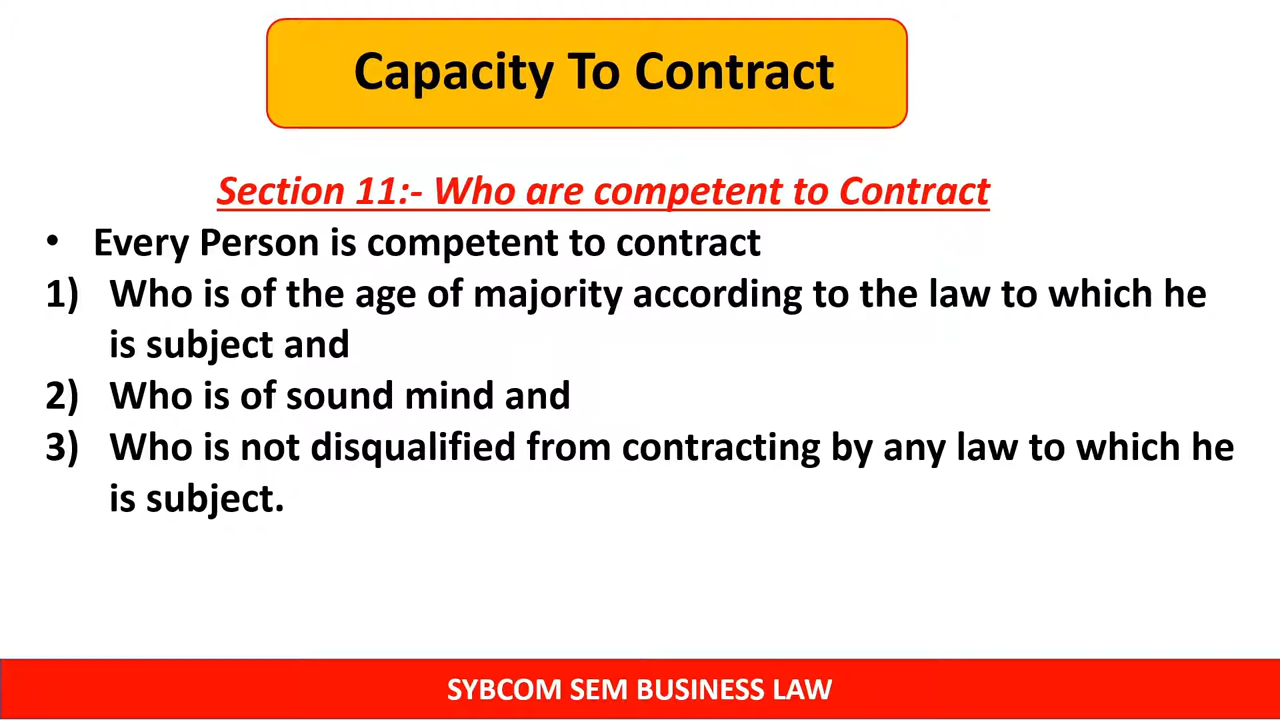 Capacity To Contract
Section 11:- Who are competent to Contract
• Every Person is competent to contract
1) Who is of the age of majority according to the law to which he
is subject and
2) Who is of sound mind and
3) Who is not disqualified from contracting by any law to which he
is subject.
SYBCOM SEM BUSINESS LAW